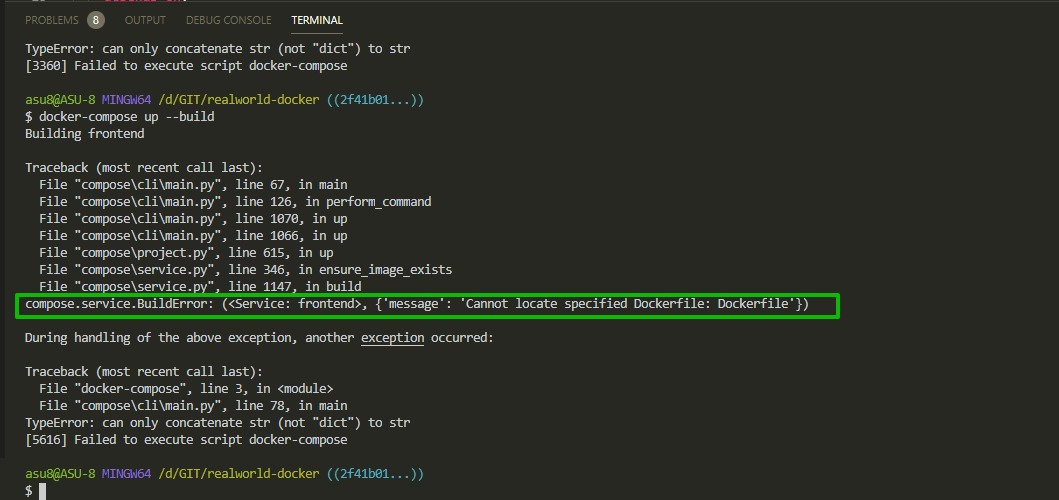 PROBLEMS 8 OUTPUT DEBUG CONSOLE TERMINAL
TypeError: can only concatenate str (not "dict") to str
[3360] Failed to execute script docker-compose
asu8@ASU-8 MINGW64 /d/GIT/realworld-docker ((2f41b01...))
$ docker-compose up --build
Building frontend
Traceback (most recent call last):
  File "compose\cli\main.py", line 67, in main
  File "compose\cli\main.py", line 126, in perform_command
  File "compose\cli\main.py", line 1070, in up
  File "compose\cli\main.py", line 1066, in up
  File "compose\project.py", line 615, in up
  File "compose\service.py", line 346, in ensure_image_exists
  File "compose\service.py", line 1147, in build
compose.service.BuildError: (<Service: frontend>, {'message': 'Cannot locate specified Dockerfile: Dockerfile'})
During handling of the above exception, another exception occurred:
Traceback (most recent call last):
  File "docker-compose", line 3, in <module>
  File "compose\cli\main.py", line 78, in main
TypeError: can only concatenate str (not "dict") to str
[5616] Failed to execute script docker-compose
asu8@ASU-8 MINGW64 /d/GIT/realworld-docker ((2f41b01...))
$